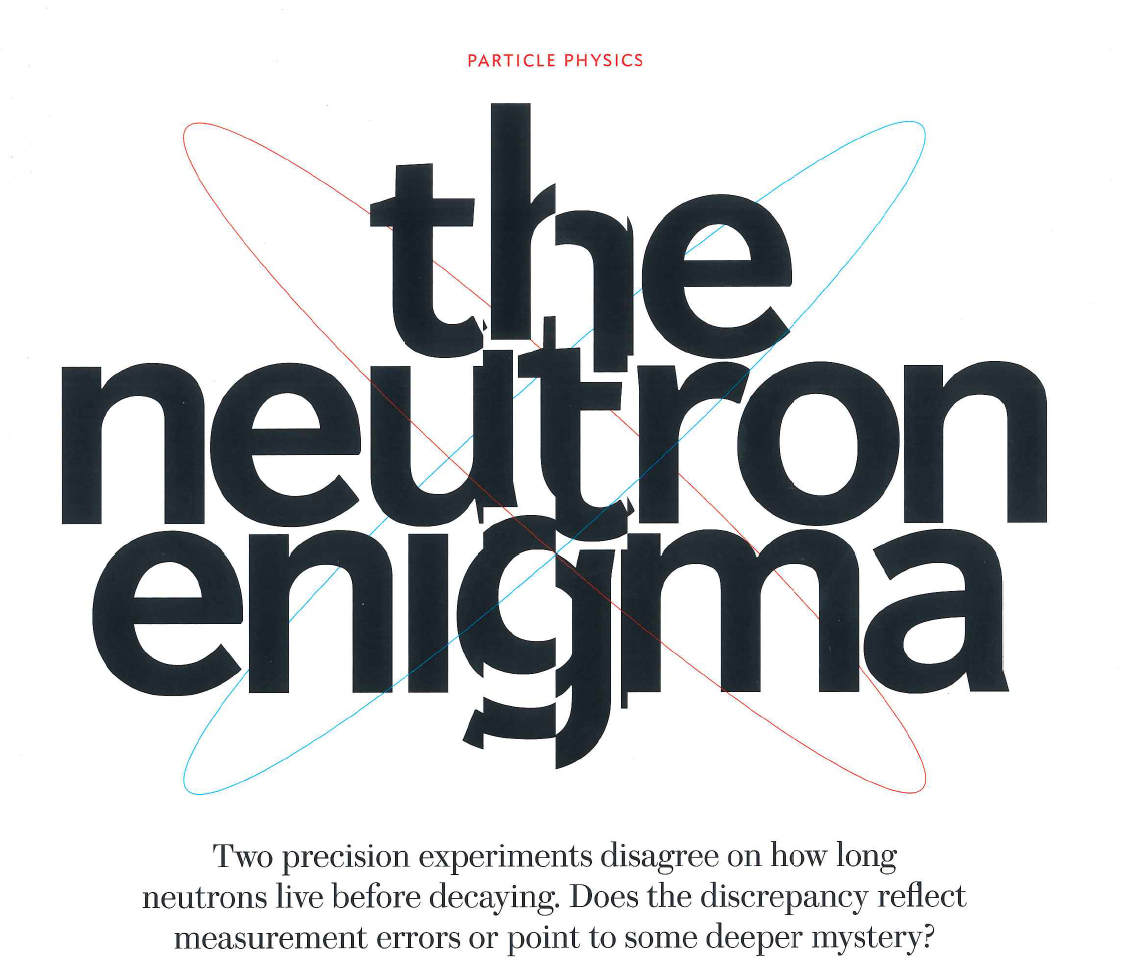 PARTICLE PHYSICS
the
neutron
enigma
Two precision experiments disagree on how long
neutrons live before decaying. Does the discrepancy reflect
measurement errors or point to some deeper mystery?